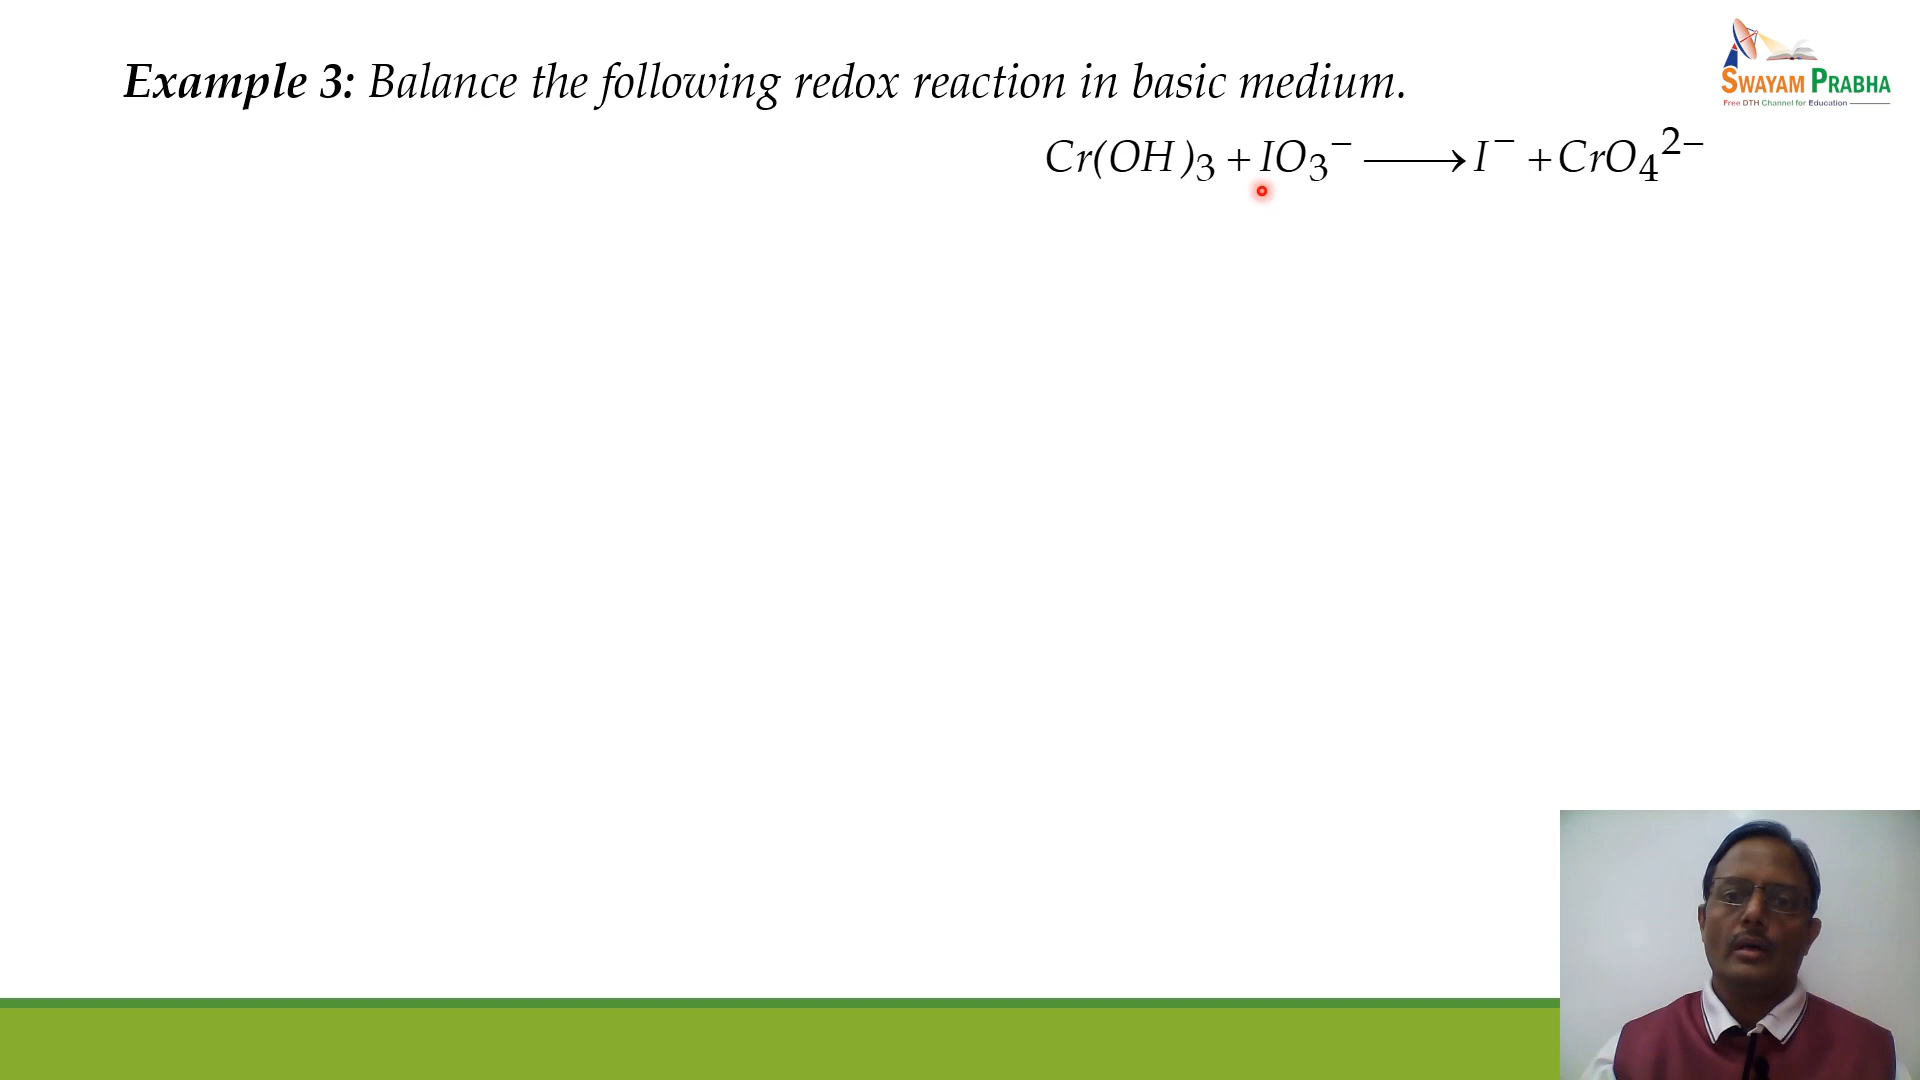 Example 3: Balance the following redox reaction in basic medium.
Cr(OH)₃ + IO₃⁻ ⟶ I⁻ + CrO₄²⁻
SWAYAM PRABHA
Free DTH Channel for Education